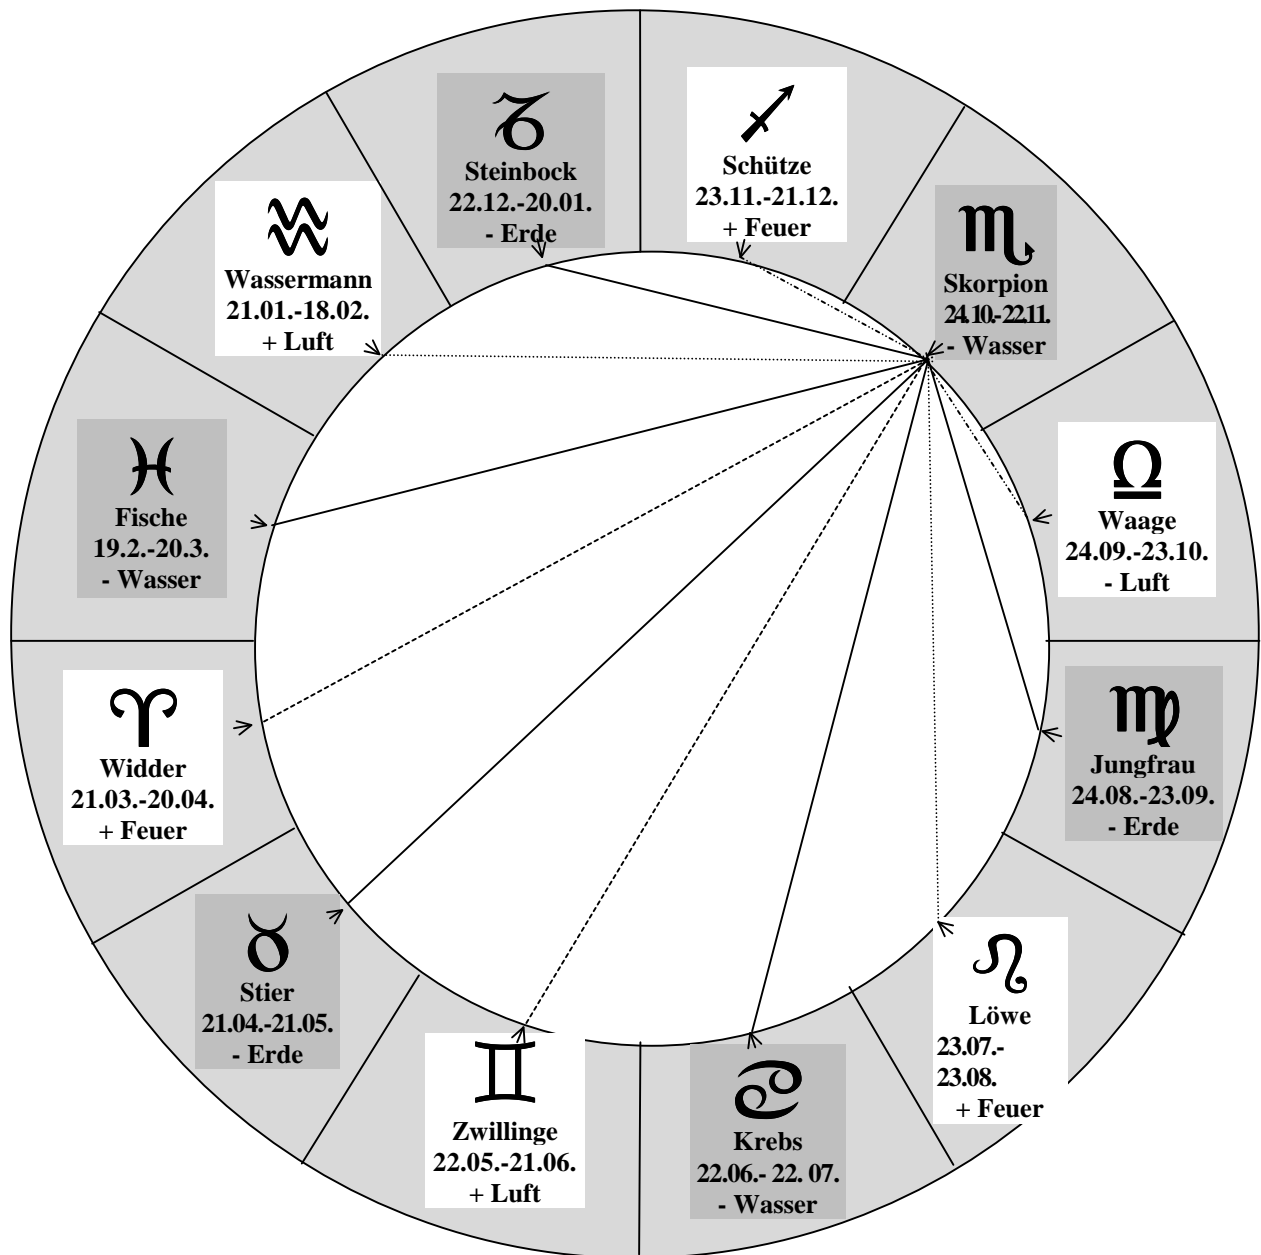 Steinbock
22.12.-20.01.
- Erde
Schütze
23.11.-21.12.
+ Feuer
Wassermann
21.01.-18.02.
+ Luft
Skorpion
24.10.-22.11.
- Wasser
Fische
19.2.-20.3.
- Wasser
Waage
24.09.-23.10.
- Luft
Widder
21.03.-20.04.
+ Feuer
Jungfrau
24.08.-23.09.
- Erde
Stier
21.04.-21.05.
- Erde
Löwe
23.07.-
23.08.
+ Feuer
Zwillinge
22.05.-21.06.
+ Luft
Krebs
22.06.- 22. 07.
- Wasser